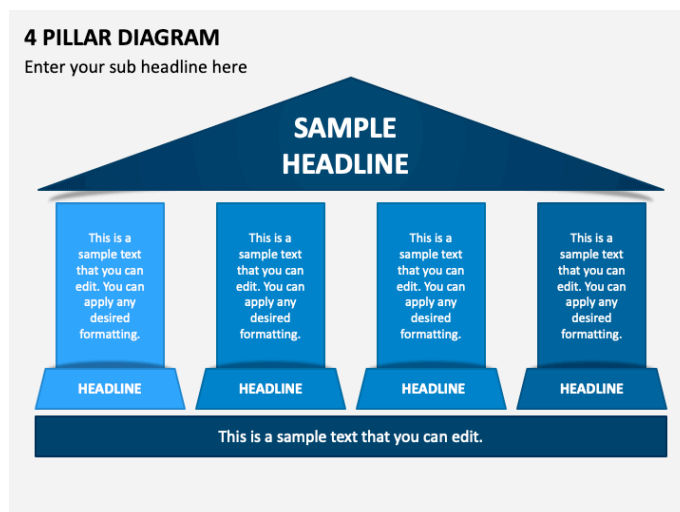 4 PILLAR DIAGRAM
Enter your sub headline here
SAMPLE
HEADLINE
This is a
sample text
that you can
edit. You can
apply any
desired
formatting.
HEADLINE
This is a
sample text
that you can
edit. You can
apply any
desired
formatting.
HEADLINE
This is a
sample text
that you can
edit. You can
apply any
desired
formatting.
HEADLINE
This is a
sample text
that you can
edit. You can
apply any
desired
formatting.
HEADLINE
This is a sample text that you can edit.